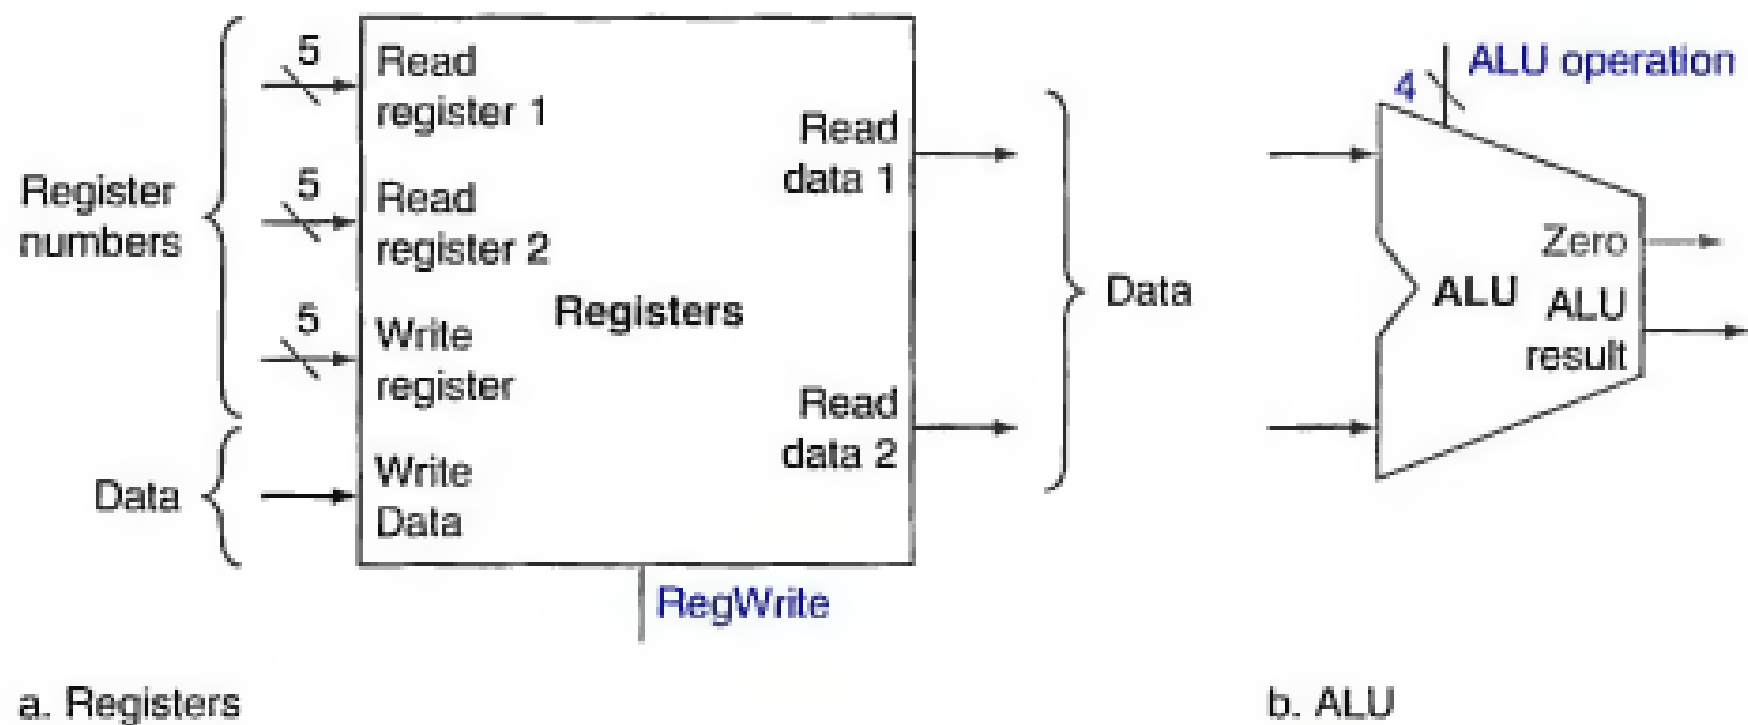 Register
numbers
Data
5
5
5
Read
register 1
Read
register 2
Write
register
Write
Data
Registers
Read
data 1
Read
data 2
RegWrite
Data
4
ALU operation
Zero
ALU
ALU
result
a. Registers
b. ALU